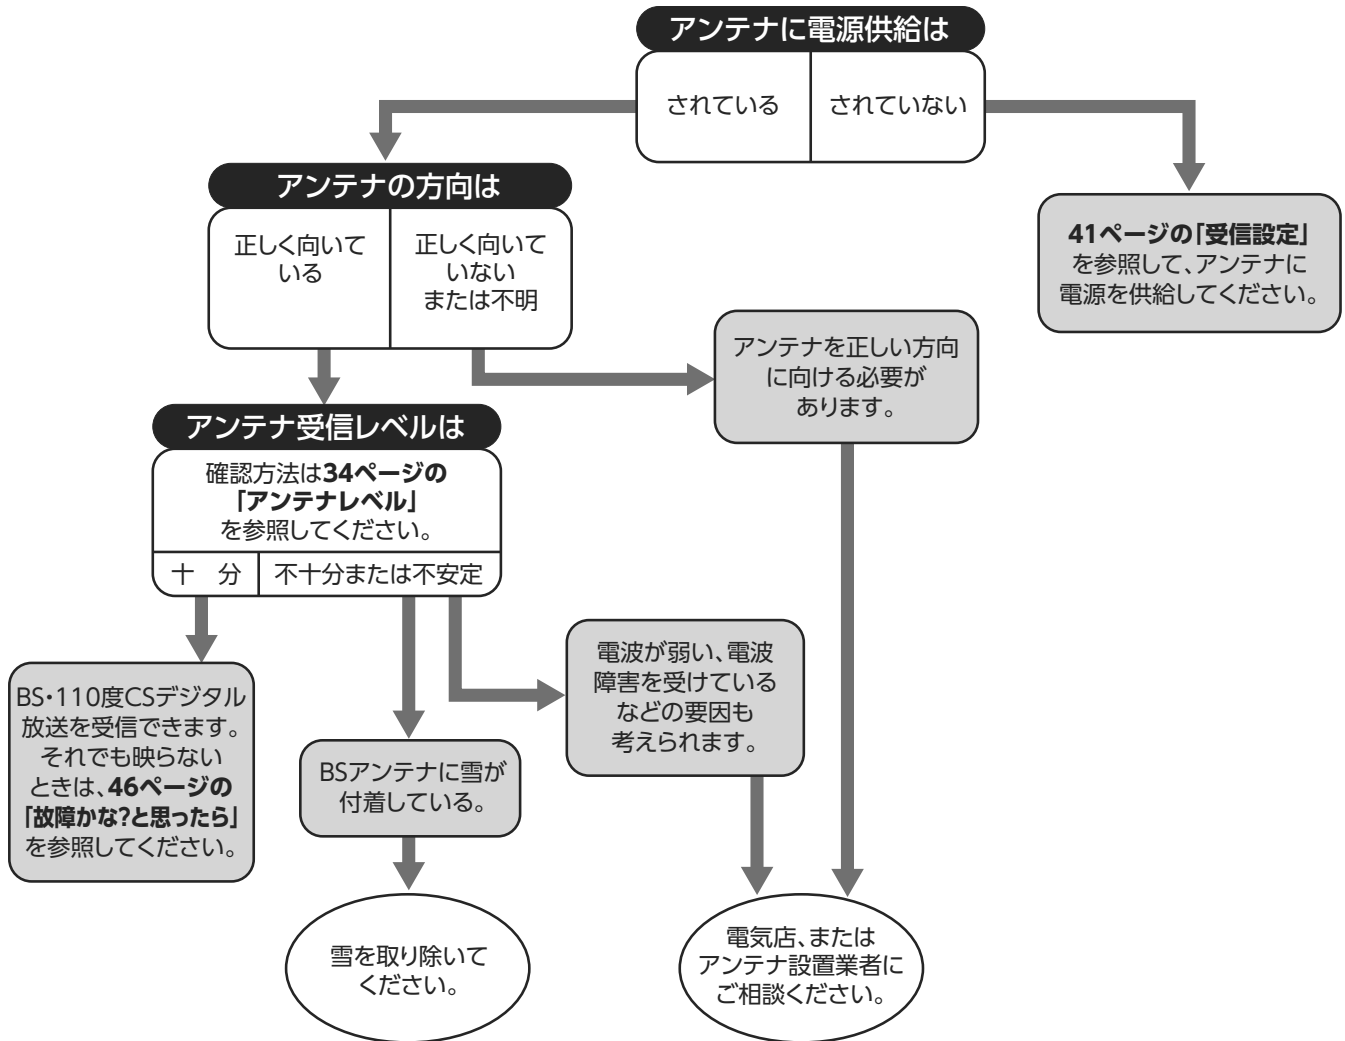 アンテナに電源供給は
されている
されていない
アンテナの方向は
正しく向いて
いる
正しく向いて
いない
または不明
41ページの「受信設定」
を参照して、アンテナに
電源を供給してください。
アンテナを正しい方向
に向ける必要が
あります。
アンテナ受信レベルは
確認方法は34ページの
「アンテナレベル」
を参照してください。
十　分
不十分または不安定
BS・110度CSデジタル
放送を受信できます。
それでも映らない
ときは、46ページの
「故障かな?と思ったら」
を参照してください。
BSアンテナに雪が
付着している。
電波が弱い、電波
障害を受けている
などの要因も
考えられます。
雪を取り除いて
ください。
電気店、または
アンテナ設置業者に
ご相談ください。